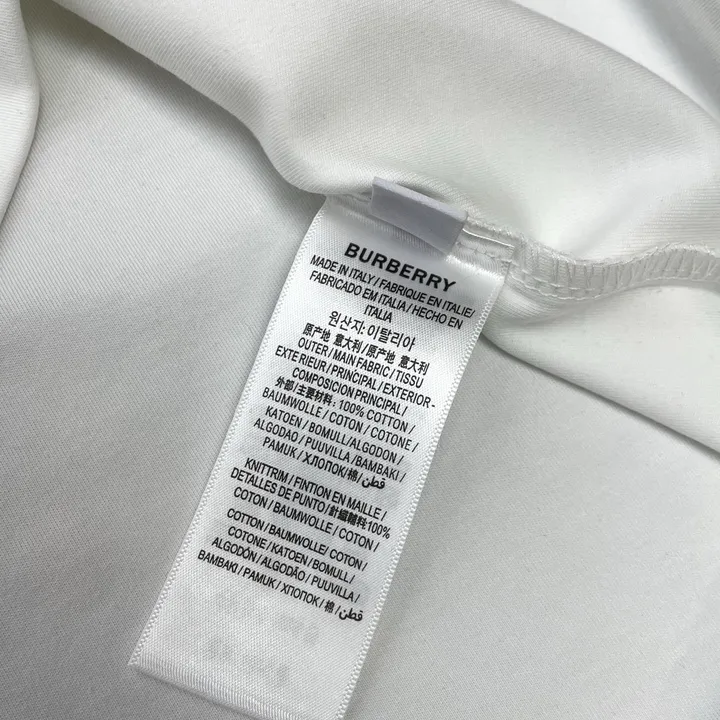 BURBERRY
MADE IN ITALY / FABRIQUE EN ITALIE/
FABRICADO EM ITALIA / HECHO EN
ITALIA
원산자: 이탈리아
原产地 意大利 / 原产地 意大利
OUTER / MAIN FABRIC / TISSU
EXTE RIEUR / PRINCIPAL / EXTERIOR -
COMPOSICION PRINCIPAL /
外部 / 主要材料: 100% COTTON /
BAUMWOLLE / COTON / COTONE /
KATOEN / BOMULL/ALGODON /
ALGODAO / PUUVILLA /BAMBAKI /
PAMUK / ХЛОПОК/棉/قطن
KNITTRIM / FINTION EN MAILLE /
DETALLES DE PUNTO/針織輔料100%
COTON / BAUMWOLLE / COTON /
COTTON / BAUMWOLLE/ COTON/
COTONE / KATOEN / BOMULL /
ALGODÓN / ALGODÃO / PUUVILLA /
BAMBAKI / PAMUK / ХПОПОК / 棉 / قطن